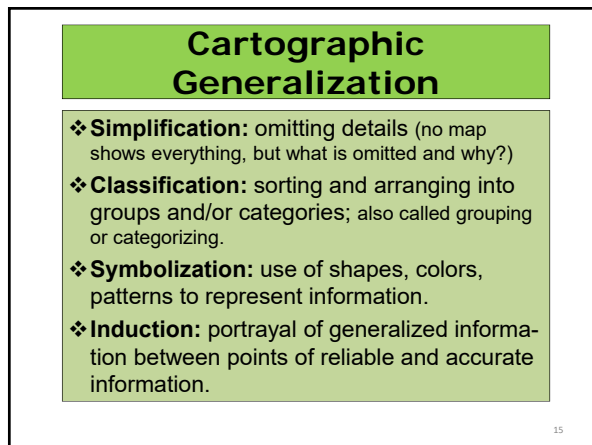 Cartographic
Generalization
❖Simplification: omitting details (no map
shows everything, but what is omitted and why?)
❖Classification: sorting and arranging into
groups and/or categories; also called grouping
or categorizing.
❖Symbolization: use of shapes, colors,
patterns to represent information.
❖Induction: portrayal of generalized informa-
tion between points of reliable and accurate
information.
15